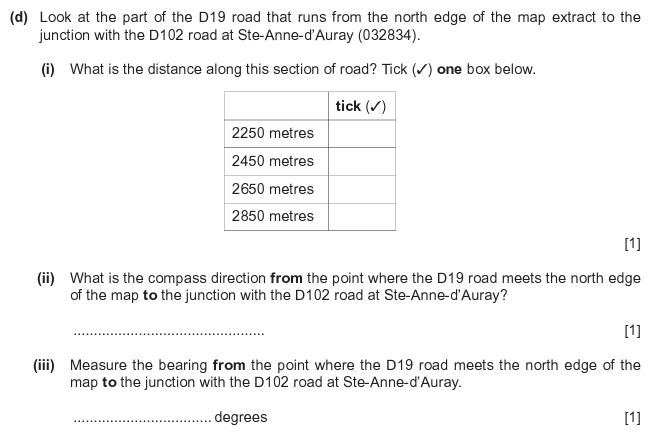 (d) Look at the part of the D19 road that runs from the north edge of the map extract to the
junction with the D102 road at Ste-Anne-d'Auray (032834).
(i) What is the distance along this section of road? Tick (✓) one box below.
tick (✓)
2250 metres
2450 metres
2650 metres
2850 metres
[1]
(ii) What is the compass direction from the point where the D19 road meets the north edge
of the map to the junction with the D102 road at Ste-Anne-d'Auray?
............................................... [1]
(iii) Measure the bearing from the point where the D19 road meets the north edge of the
map to the junction with the D102 road at Ste-Anne-d'Auray.
.................................. degrees [1]